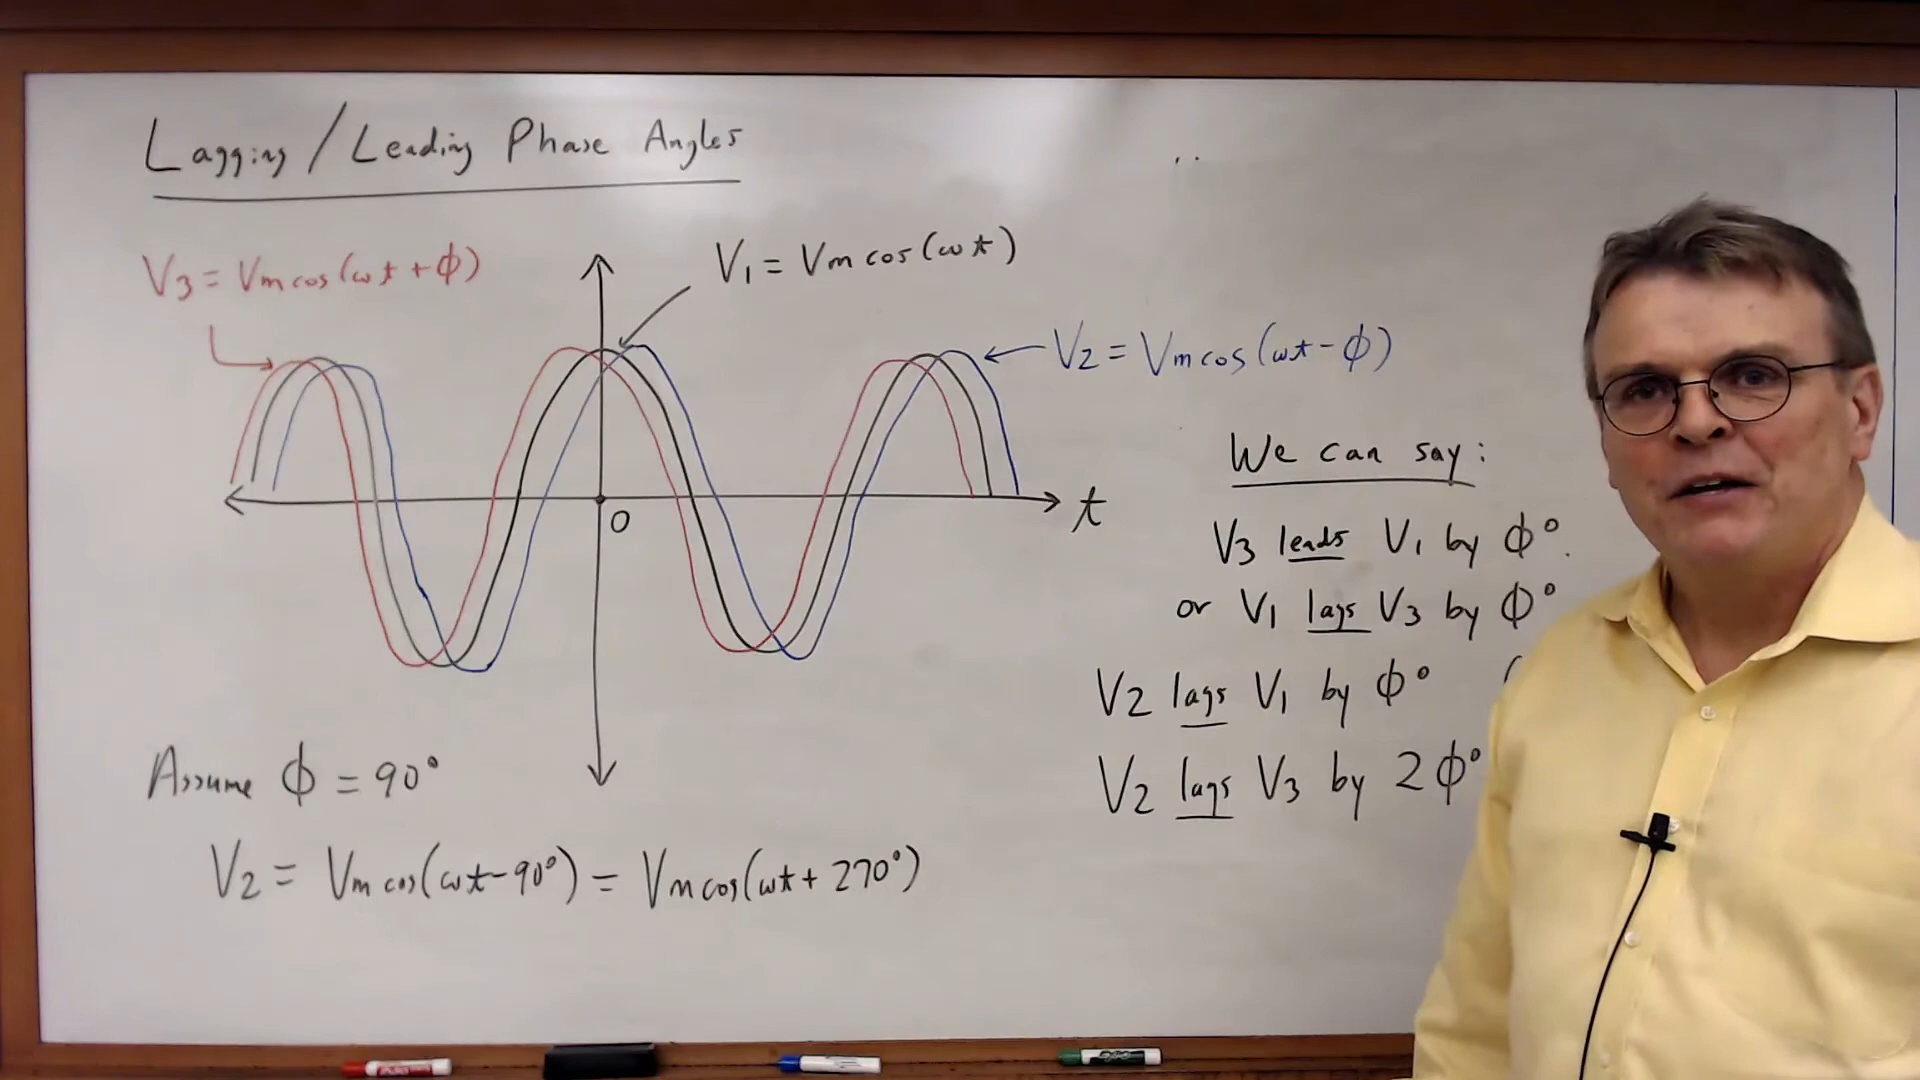 Lagging / Leading Phase Angles
V3 = Vm cos(ωt + ϕ)
V1 = Vm cos(ωt)
V2 = Vm cos(ωt - ϕ)
t
0
We can say:
V3 leads V1 by ϕ°.
or V1 lags V3 by ϕ°
V2 lags V1 by ϕ° (
V2 lags V3 by 2ϕ°
Assume ϕ = 90°
V2 = Vm cos(ωt - 90°) = Vm cos(ωt + 270°)